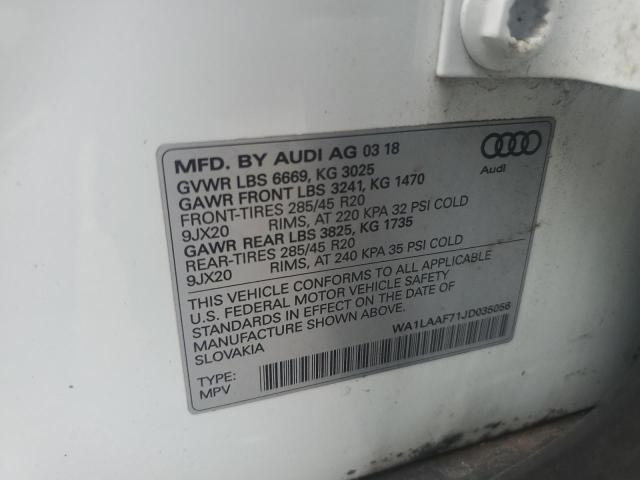 MFD. BY AUDI AG 03 18
GVWR LBS 6669, KG 3025
GAWR FRONT LBS 3241, KG 1470
FRONT-TIRES 285/45 R20
9JX20 RIMS, AT 220 KPA 32 PSI COLD
GAWR REAR LBS 3825, KG 1735
REAR-TIRES 285/45 R20
9JX20 RIMS, AT 240 KPA 35 PSI COLD
THIS VEHICLE CONFORMS TO ALL APPLICABLE
U.S. FEDERAL MOTOR VEHICLE SAFETY
STANDARDS IN EFFECT ON THE DATE OF
MANUFACTURE SHOWN ABOVE.
SLOVAKIA
WA1LAAF71JD035056
TYPE:
MPV
Audi